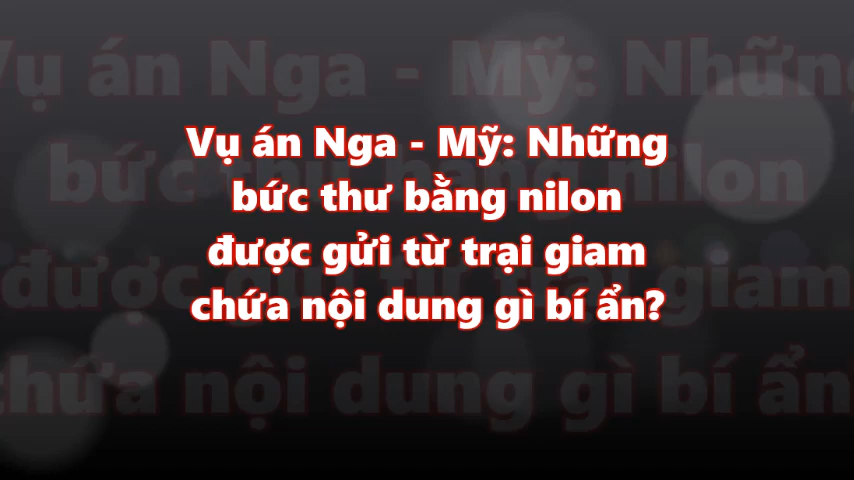 Vụ án Nga - Mỹ: Những
bức thư bằng nilon
được gửi từ trại giam
chứa nội dung gì bí ẩn?